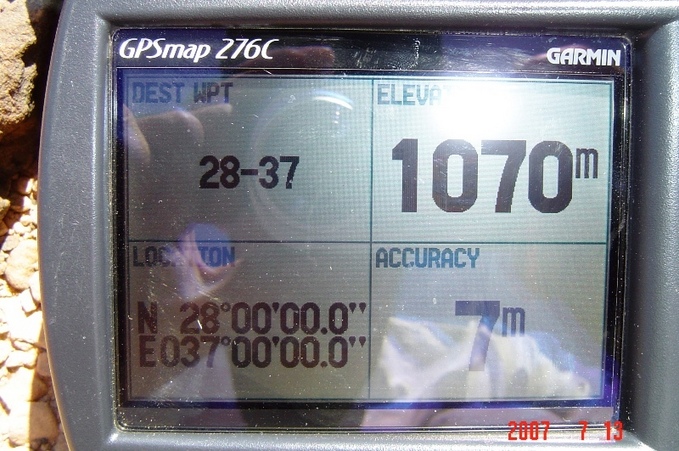 GPSmap 276C
GARMIN
DEST WPT
28-37
1070m
LOCATION
N 28°00'00.0"
E037°00'00.0"
ACCURACY
7m
2007 7 13